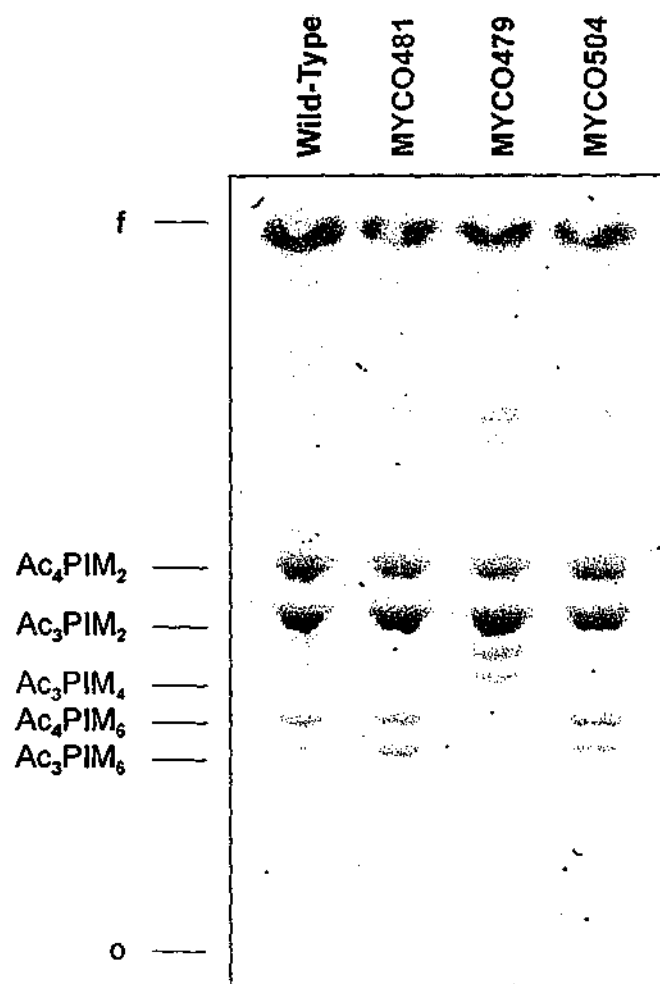 Wild-Type
MYCO481
MYCO479
MYCO504
f
Ac₄PIM₂
Ac₃PIM₂
Ac₃PIM₄
Ac₄PIM₆
Ac₃PIM₆
o